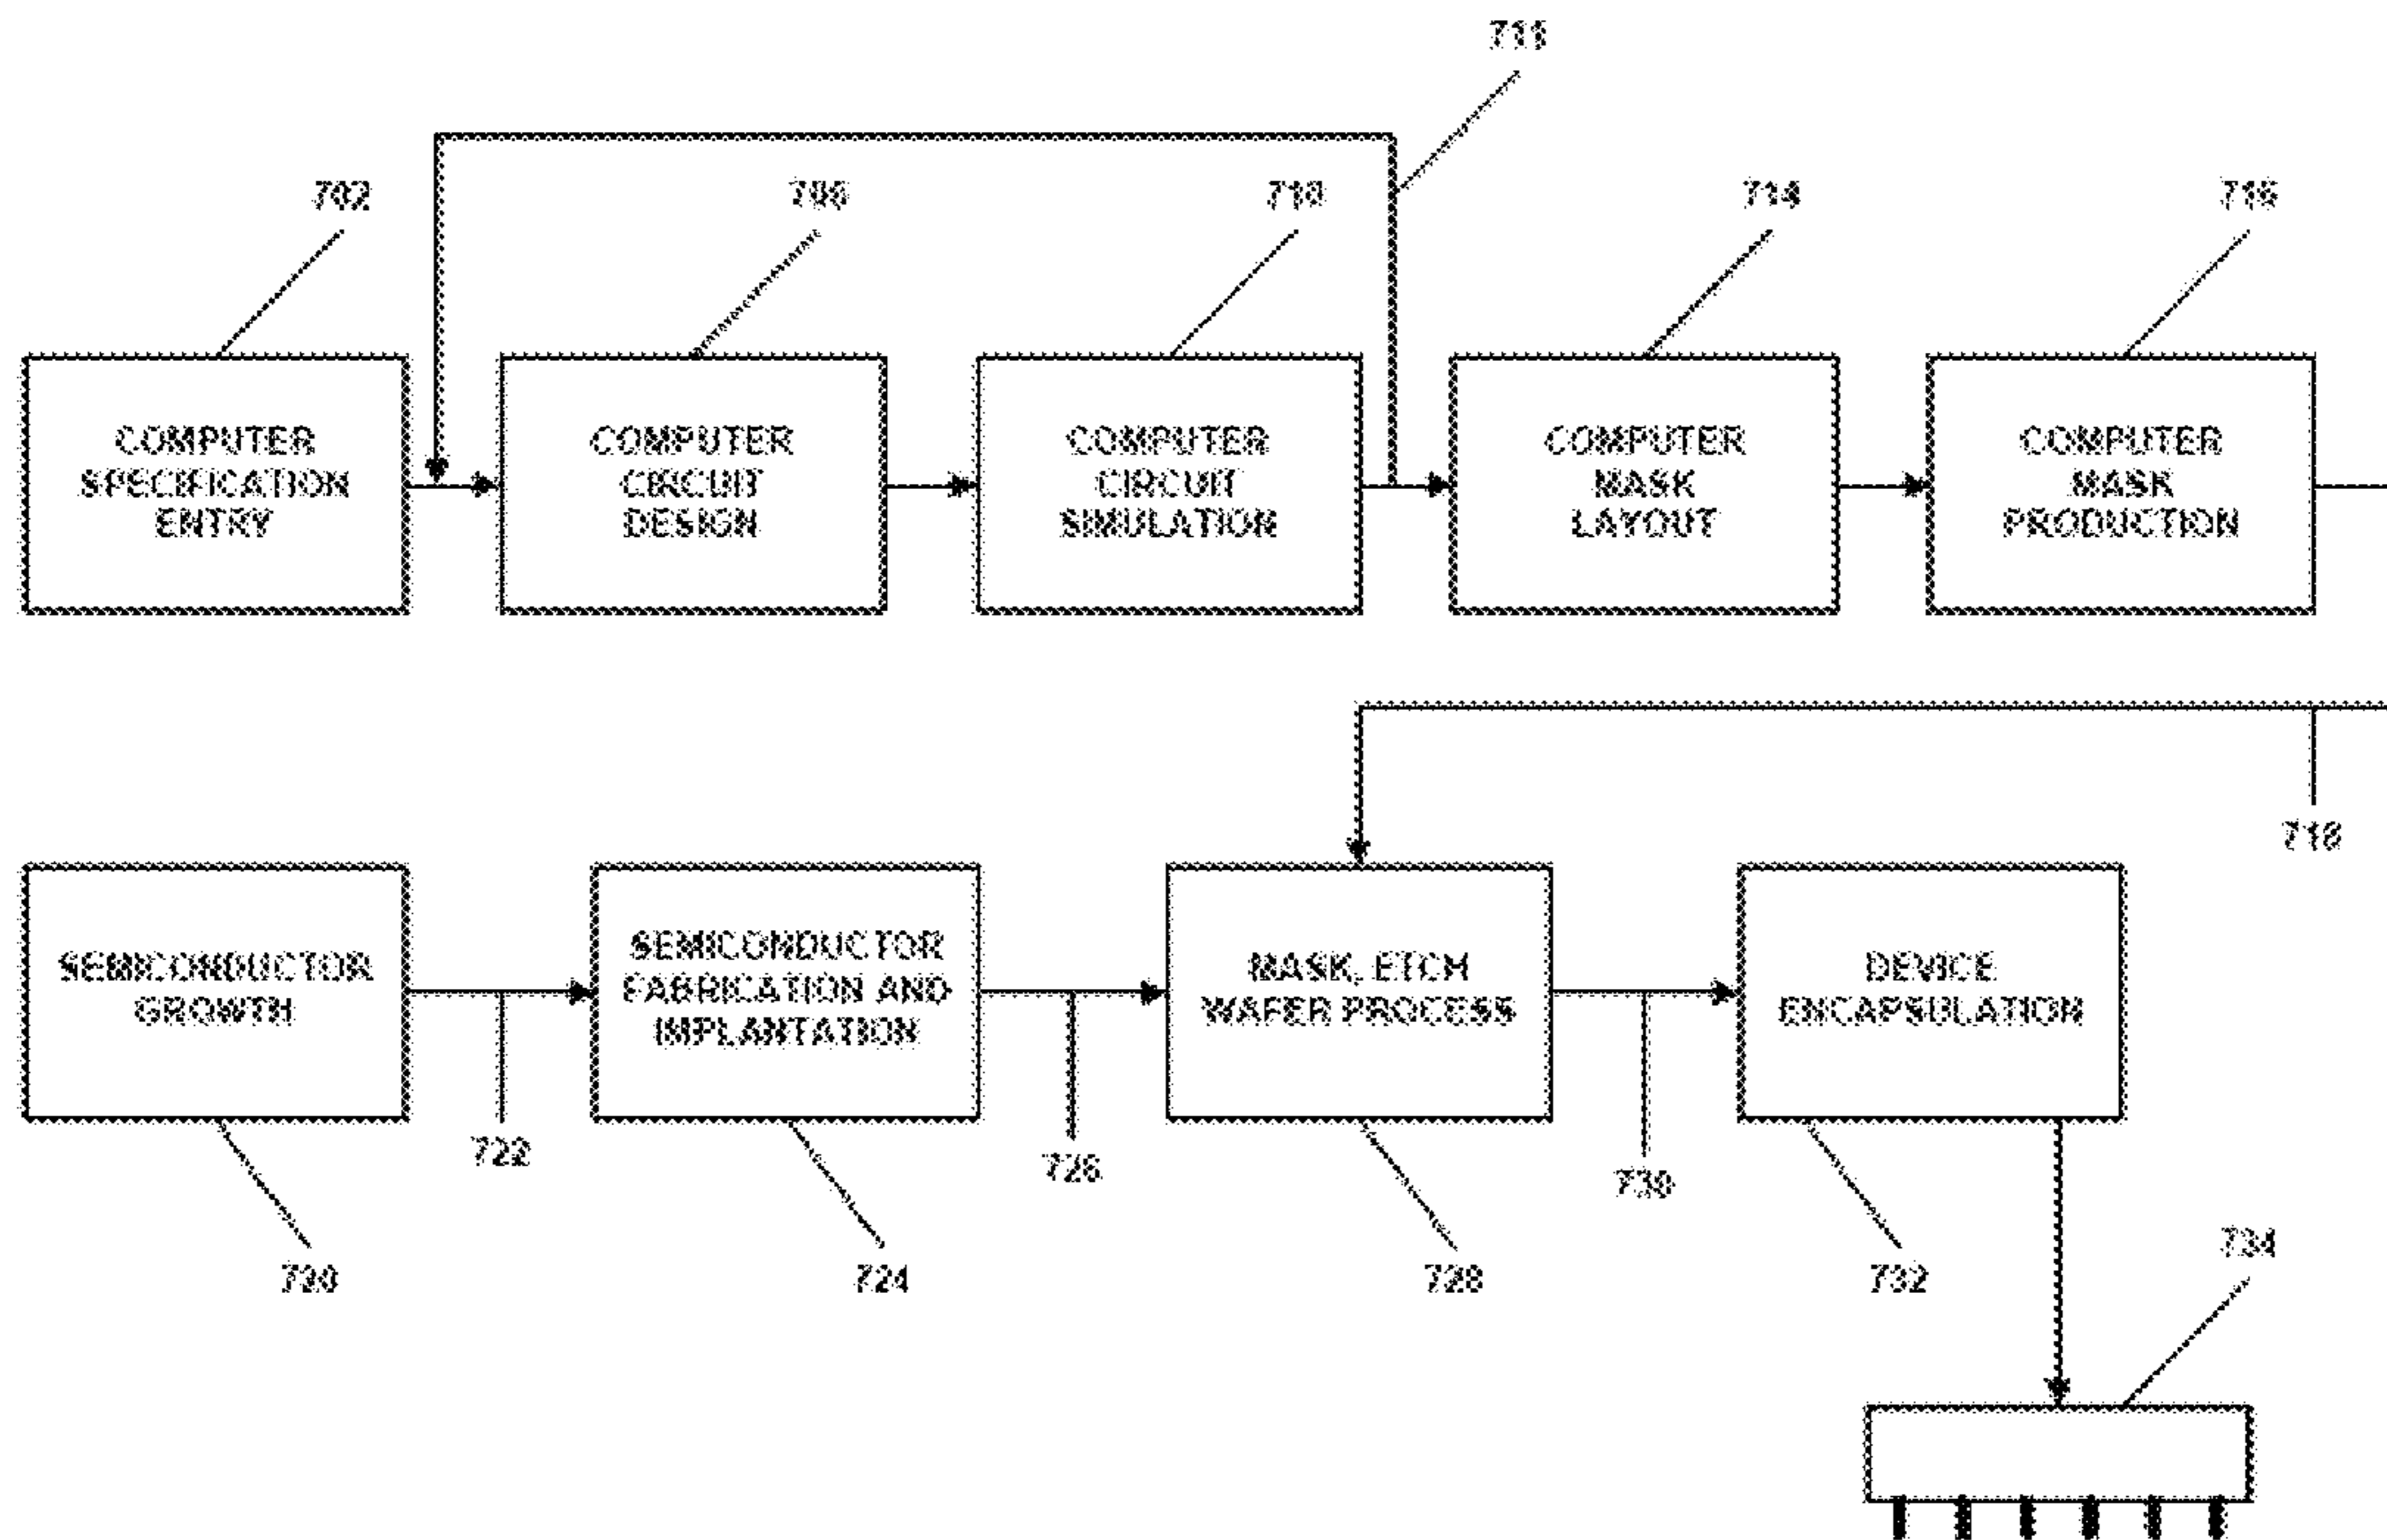 711
702
706
710
714
716
COMPUTER
SPECIFICATION
ENTRY
COMPUTER
CIRCUIT
DESIGN
COMPUTER
CIRCUIT
SIMULATION
COMPUTER
MASK
LAYOUT
COMPUTER
MASK
PRODUCTION
718
SEMICONDUCTOR
GROWTH
SEMICONDUCTOR
FABRICATION AND
IMPLANTATION
MASK, ETCH
WAFER PROCESS
DEVICE
ENCAPSULATION
722
726
730
720
724
728
732
734